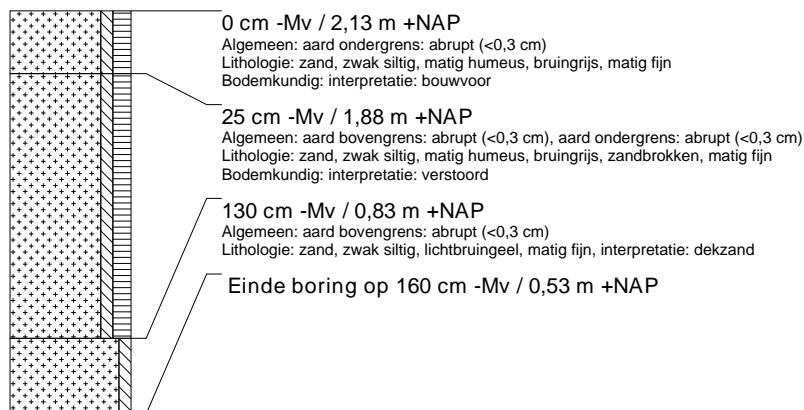 0 cm -Mv / 2,13 m +NAP
Algemeen: aard ondergrens: abrupt (<0,3 cm)
Lithologie: zand, zwak siltig, matig humeus, bruingrijs, matig fijn
Bodemkundig: interpretatie: bouwvoor
25 cm -Mv / 1,88 m +NAP
Algemeen: aard bovengrens: abrupt (<0,3 cm), aard ondergrens: abrupt (<0,3 cm)
Lithologie: zand, zwak siltig, matig humeus, bruingrijs, zandbrokken, matig fijn
Bodemkundig: interpretatie: verstoord
130 cm -Mv / 0,83 m +NAP
Algemeen: aard bovengrens: abrupt (<0,3 cm)
Lithologie: zand, zwak siltig, lichtbruingeel, matig fijn, interpretatie: dekzand
Einde boring op 160 cm -Mv / 0,53 m +NAP